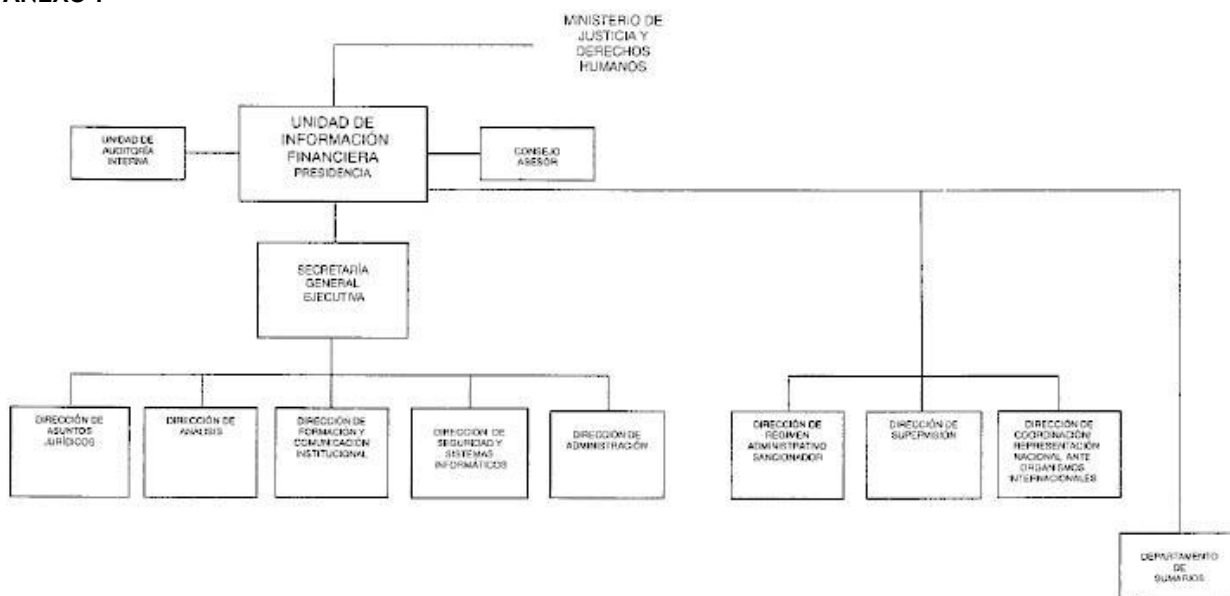 MINISTERIO DE
JUSTICIA Y
DERECHOS
HUMANOS
UNIDAD DE
INFORMACIÓN
FINANCIERA
PRESIDENCIA
UNIDAD DE
AUDITORÍA
INTERNA
CONSEJO
ASESOR
SECRETARÍA
GENERAL
EJECUTIVA
DIRECCIÓN DE
ASUNTOS
JURÍDICOS
DIRECCIÓN DE
ANÁLISIS
DIRECCIÓN DE
FORMACIÓN Y
COMUNICACIÓN
INSTITUCIONAL
DIRECCIÓN DE
SEGURIDAD Y
SISTEMAS
INFORMÁTICOS
DIRECCIÓN DE
ADMINISTRACIÓN
DIRECCIÓN DE
RÉGIMEN
ADMINISTRATIVO
SANCIONADOR
DIRECCIÓN DE
SUPERVISIÓN
DIRECCIÓN DE
COORDINACIÓN
REPRESENTACIÓN
NACIONAL ANTE
ORGANISMOS
INTERNACIONALES
DEPARTAMENTO
DE
SUMARIOS